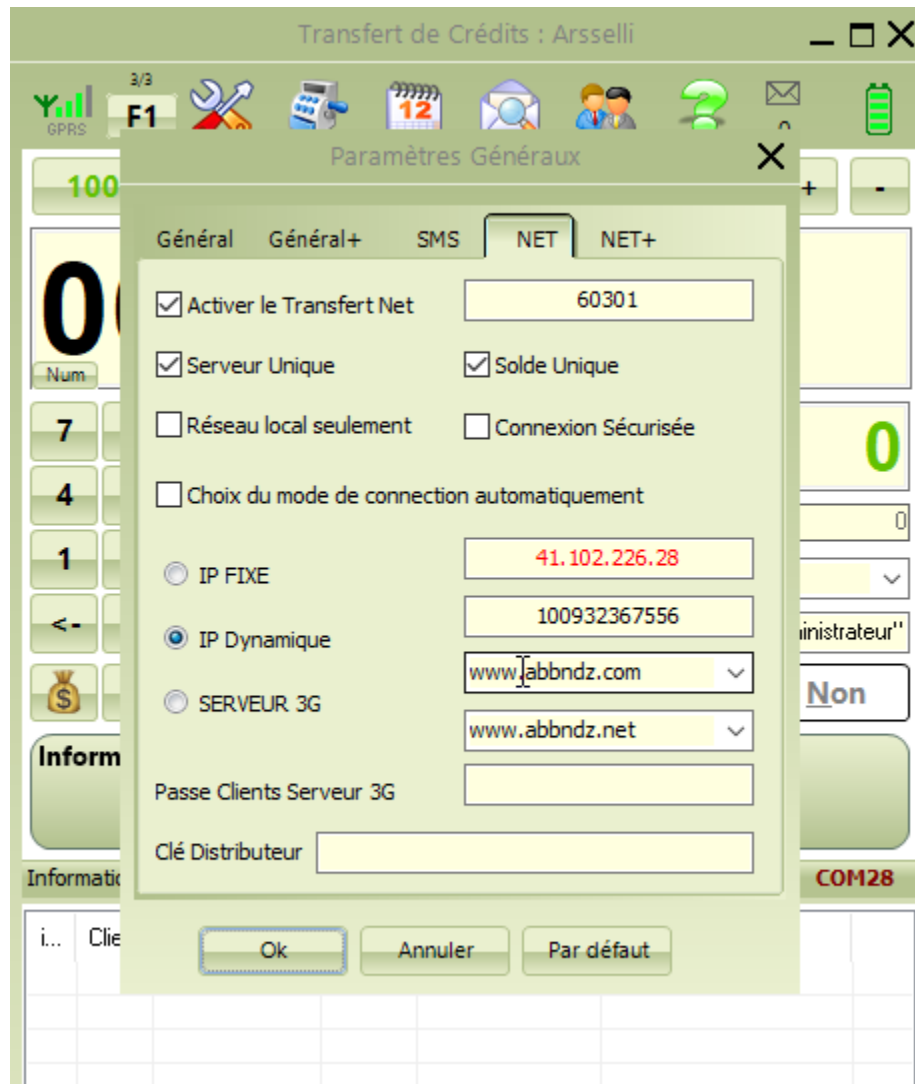 Transfert de Crédits : Arsselli
3/3
GPRS
F1
12
Paramètres Généraux
100
+
-
Général Général+ SMS NET NET+
Activer le Transfert Net 60301
Num
Serveur Unique Solde Unique
Réseau local seulement Connexion Sécurisée
7
0
4
Choix du mode de connection automatiquement
0
1
IP FIXE 41.102.226.28
<-
IP Dynamique 100932367556
inistrateur"
www.abbndz.com
SERVEUR 3G
Non
www.abbndz.net
Inform
Passe Clients Serveur 3G
Clé Distributeur
Informatic
COM28
i... Clie
Ok Annuler Par défaut